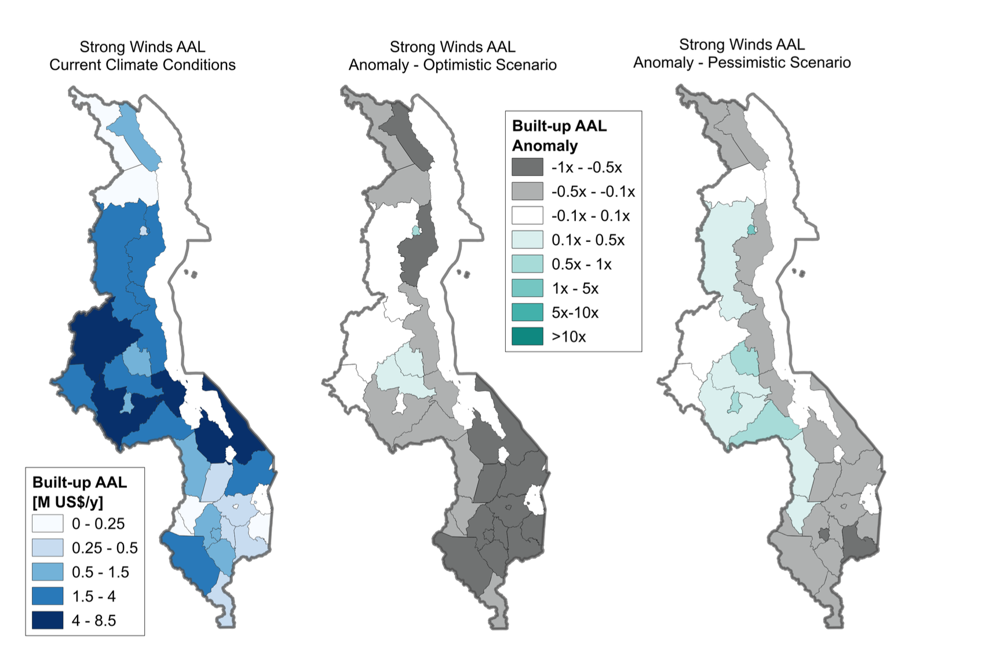 Strong Winds AAL
Current Climate Conditions
Strong Winds AAL
Anomaly - Optimistic Scenario
Strong Winds AAL
Anomaly - Pessimistic Scenario
Built-up AAL
Anomaly
-1x - -0.5x
-0.5x - -0.1x
-0.1x - 0.1x
0.1x - 0.5x
0.5x - 1x
1x - 5x
5x-10x
>10x
Built-up AAL
[M US$/y]
0 - 0.25
0.25 - 0.5
0.5 - 1.5
1.5 - 4
4 - 8.5